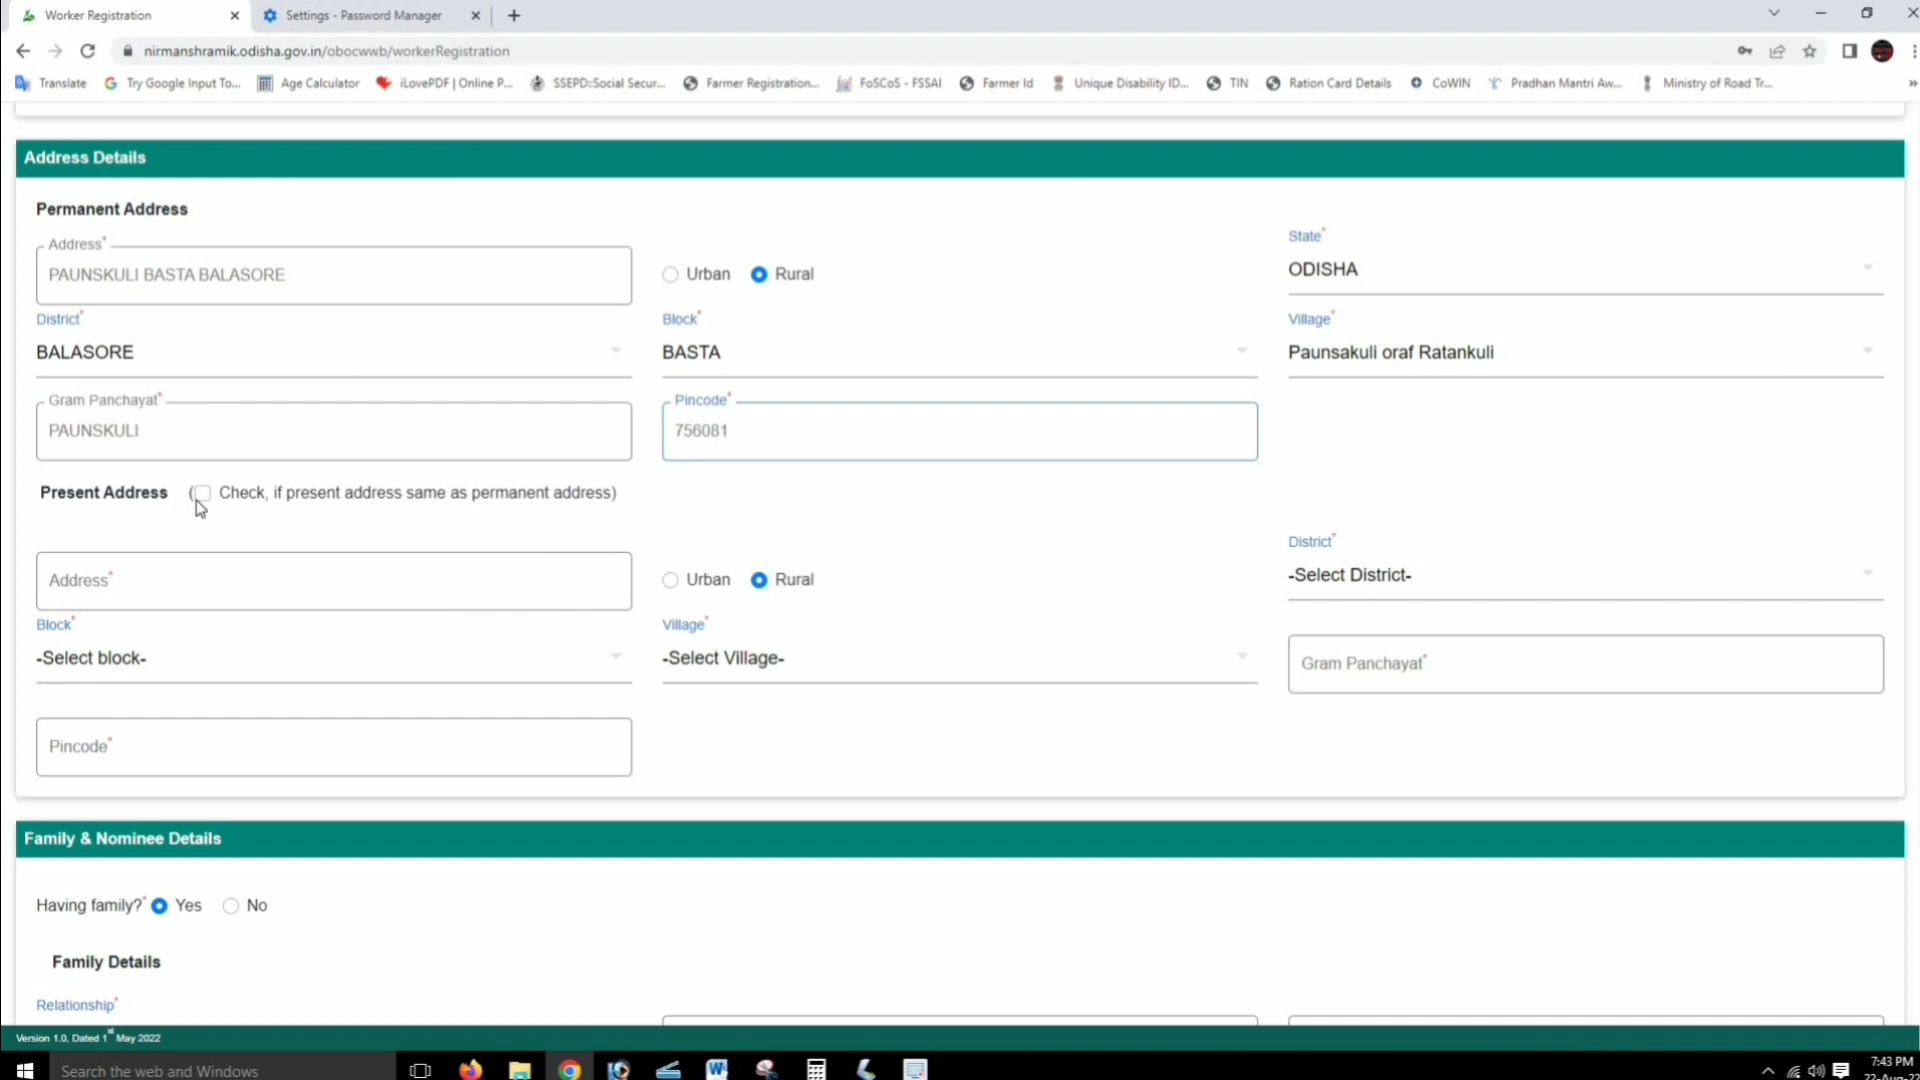 Worker Registration
Settings - Password Manager
nirmanshramik.odisha.gov.in/obocwwb/workerRegistration
Translate
Try Google Input To...
Age Calculator
iLovePDF | Online P...
SSEPD::Social Secur...
Farmer Registration...
FoSCoS - FSSAI
Farmer Id
Unique Disability ID...
TIN
Ration Card Details
CoWIN
Pradhan Mantri Aw...
Ministry of Road Tr...
»
Address Details
Permanent Address
Address*
PAUNSKULI BASTA BALASORE
Urban
Rural
State*
ODISHA
District*
BALASORE
Block*
BASTA
Village*
Paunsakuli oraf Ratankuli
Gram Panchayat*
PAUNSKULI
Pincode*
756081
Present Address ( Check, if present address same as permanent address)
Address*
Urban
Rural
District*
-Select District-
Block*
-Select block-
Village*
-Select Village-
Gram Panchayat*
Pincode*
Family & Nominee Details
Having family?* Yes No
Family Details
Relationship*
Version 1.0, Dated 1st May 2022
Search the web and Windows
7:43 PM
22-Aug-22